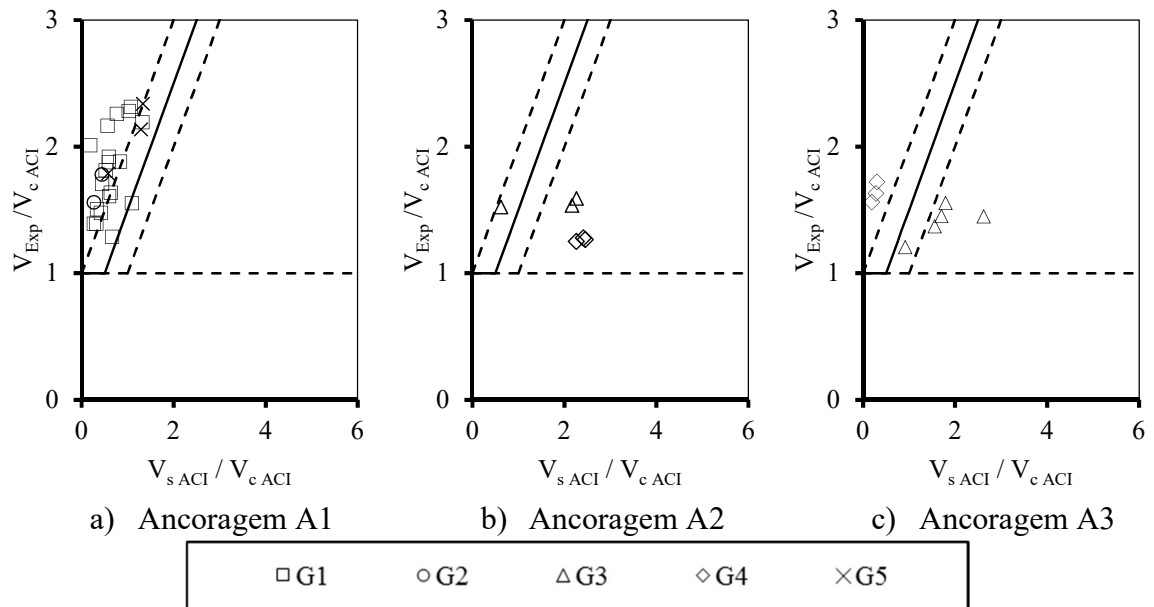 3
2
1
0
V_Exp /V_c ACI
0 2 4 6
V_s ACI / V_c ACI
a) Ancoragem A1
3
2
1
0
V_Exp /V_c ACI
0 2 4 6
V_s ACI / V_c ACI
b) Ancoragem A2
3
2
1
0
V_Exp /V_c ACI
0 2 4 6
V_s ACI / V_c ACI
c) Ancoragem A3
G1 G2 G3 G4 G5